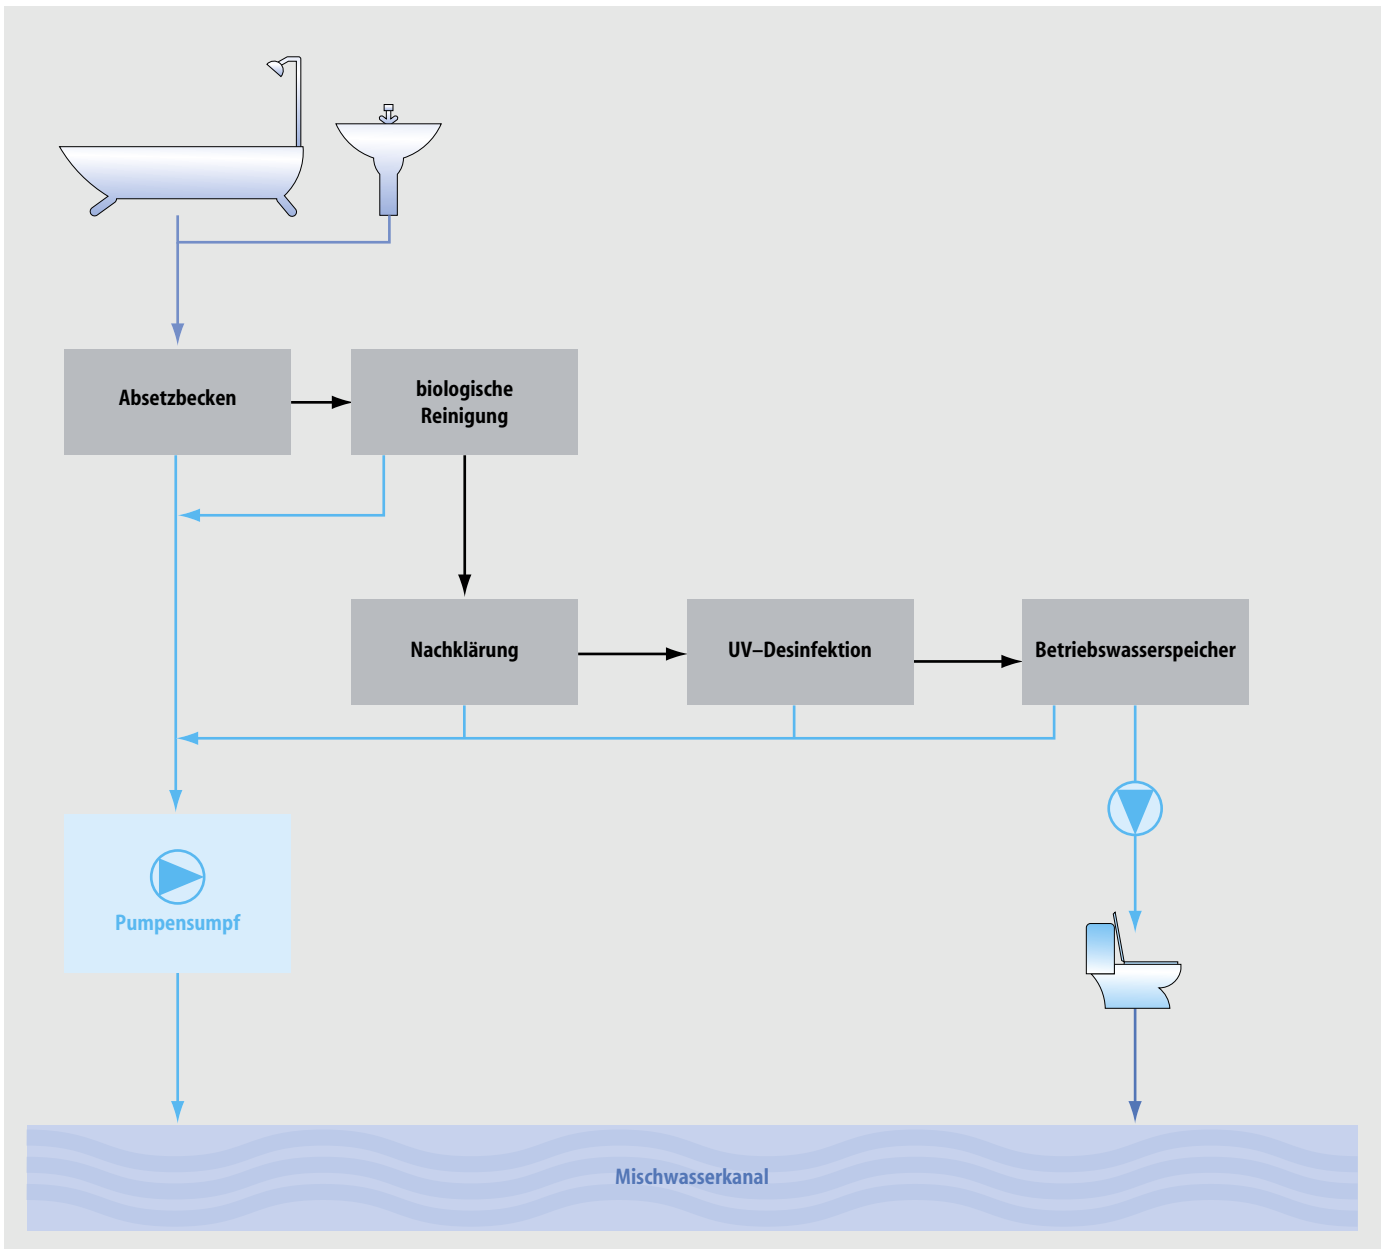 Absetzbecken
biologische
Reinigung
Nachklärung
UV–Desinfektion
Betriebswasserspeicher
Pumpensumpf
Mischwasserkanal